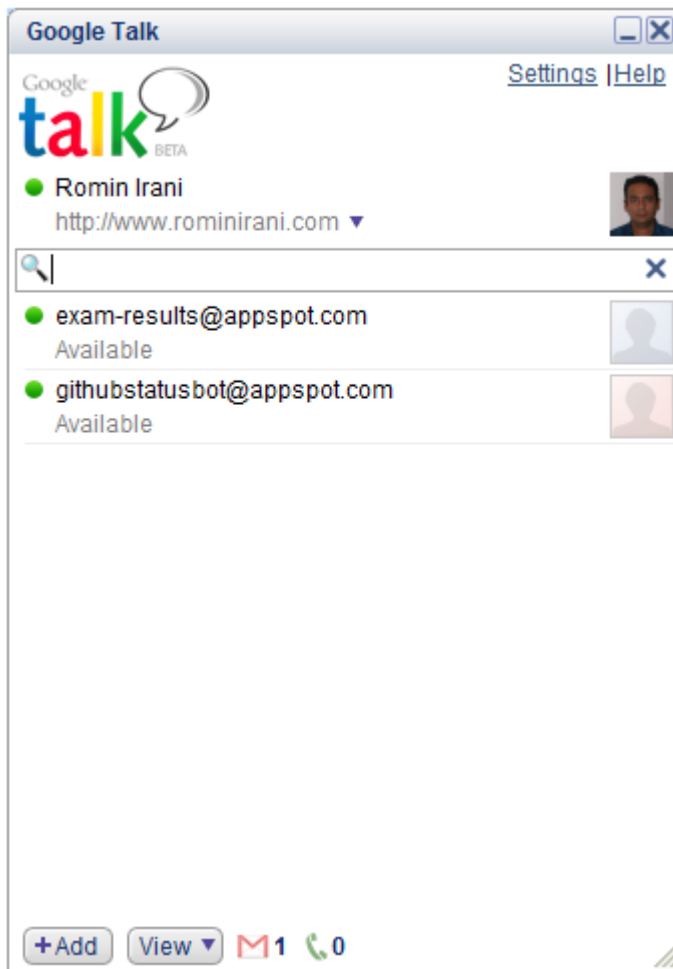 Google Talk
Settings |Help
Google
talk
BETA
Romin Irani
http://www.rominirani.com
exam-results@appspot.com
Available
githubstatusbot@appspot.com
Available
+Add View 1 0